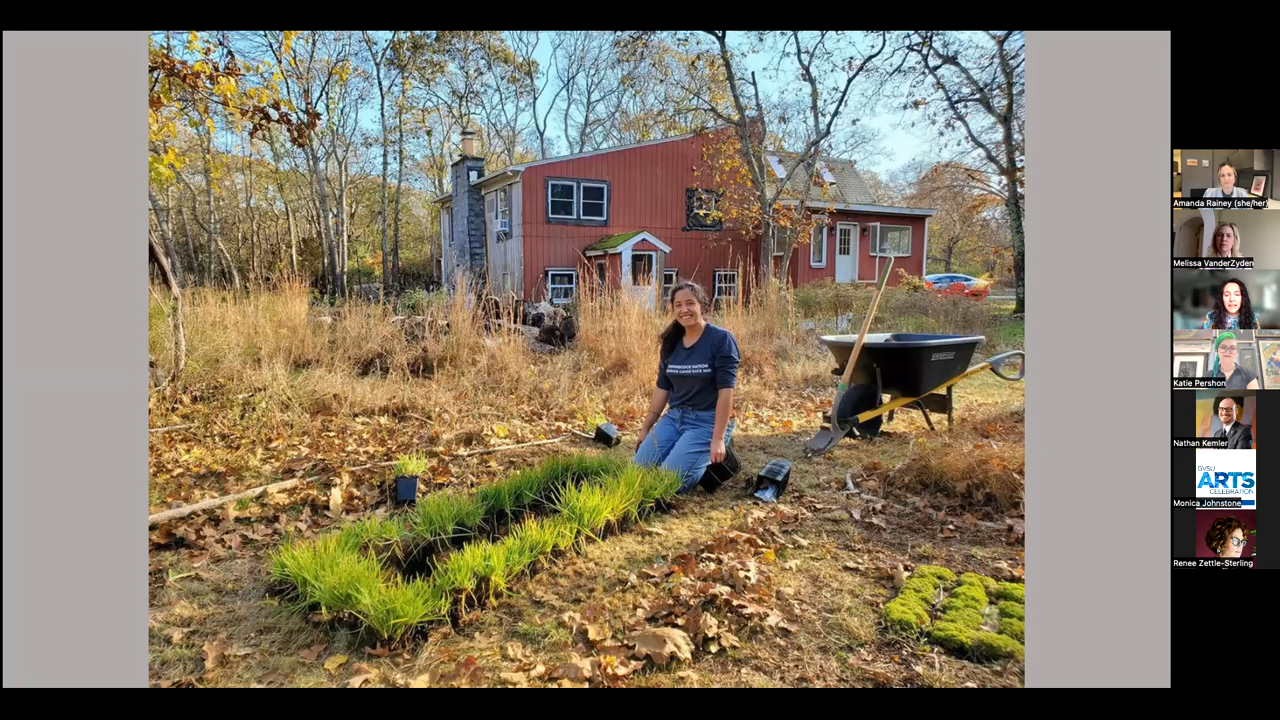 Amanda Rainey (she/her)
Melissa VanderZyden
Katie Pershon
Nathan Kemler
GVSU
ARTS
CELEBRATION
Monica Johnstone
Renee Zettle-Sterling